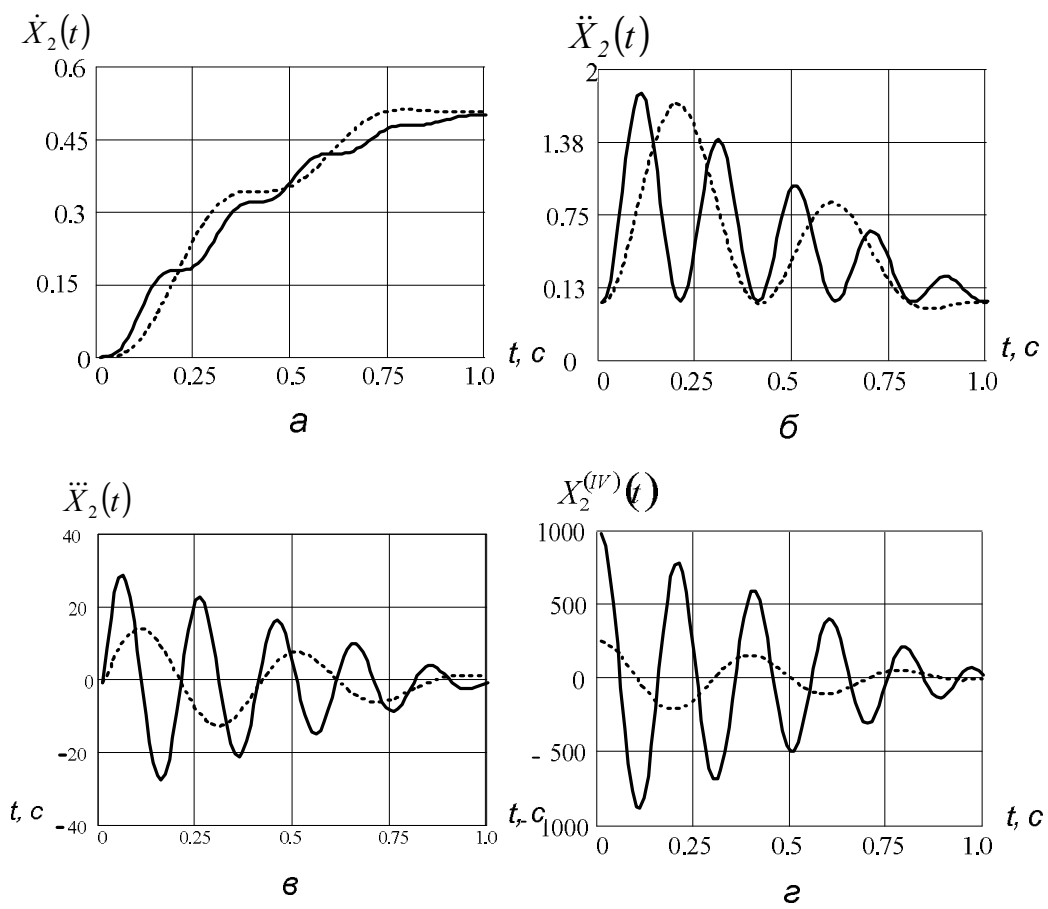 Ẋ₂(t)
0.6
0.45
0.3
0.15
0
0 0.25 0.5 0.75 1.0
t, c
а
Ẍ₂(t)
2
1.38
0.75
0.13
0
0 0.25 0.5 0.75 1.0
t, c
б
X⃛₂(t)
40
20
0
-20
-40
t, c
0 0.25 0.5 0.75 1.0
t, c
в
X₂^(IV)(t)
1000
500
0
- 500
-1000
0 0.25 0.5 0.75 1.0
t, c
г